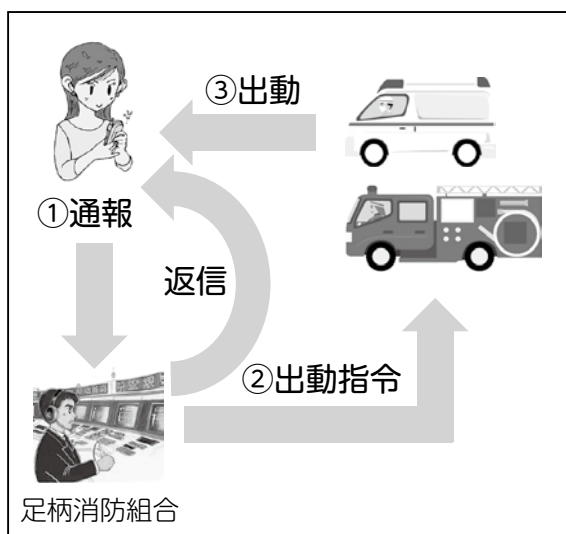 ③出動
①通報
返信
②出動指令
足柄消防組合